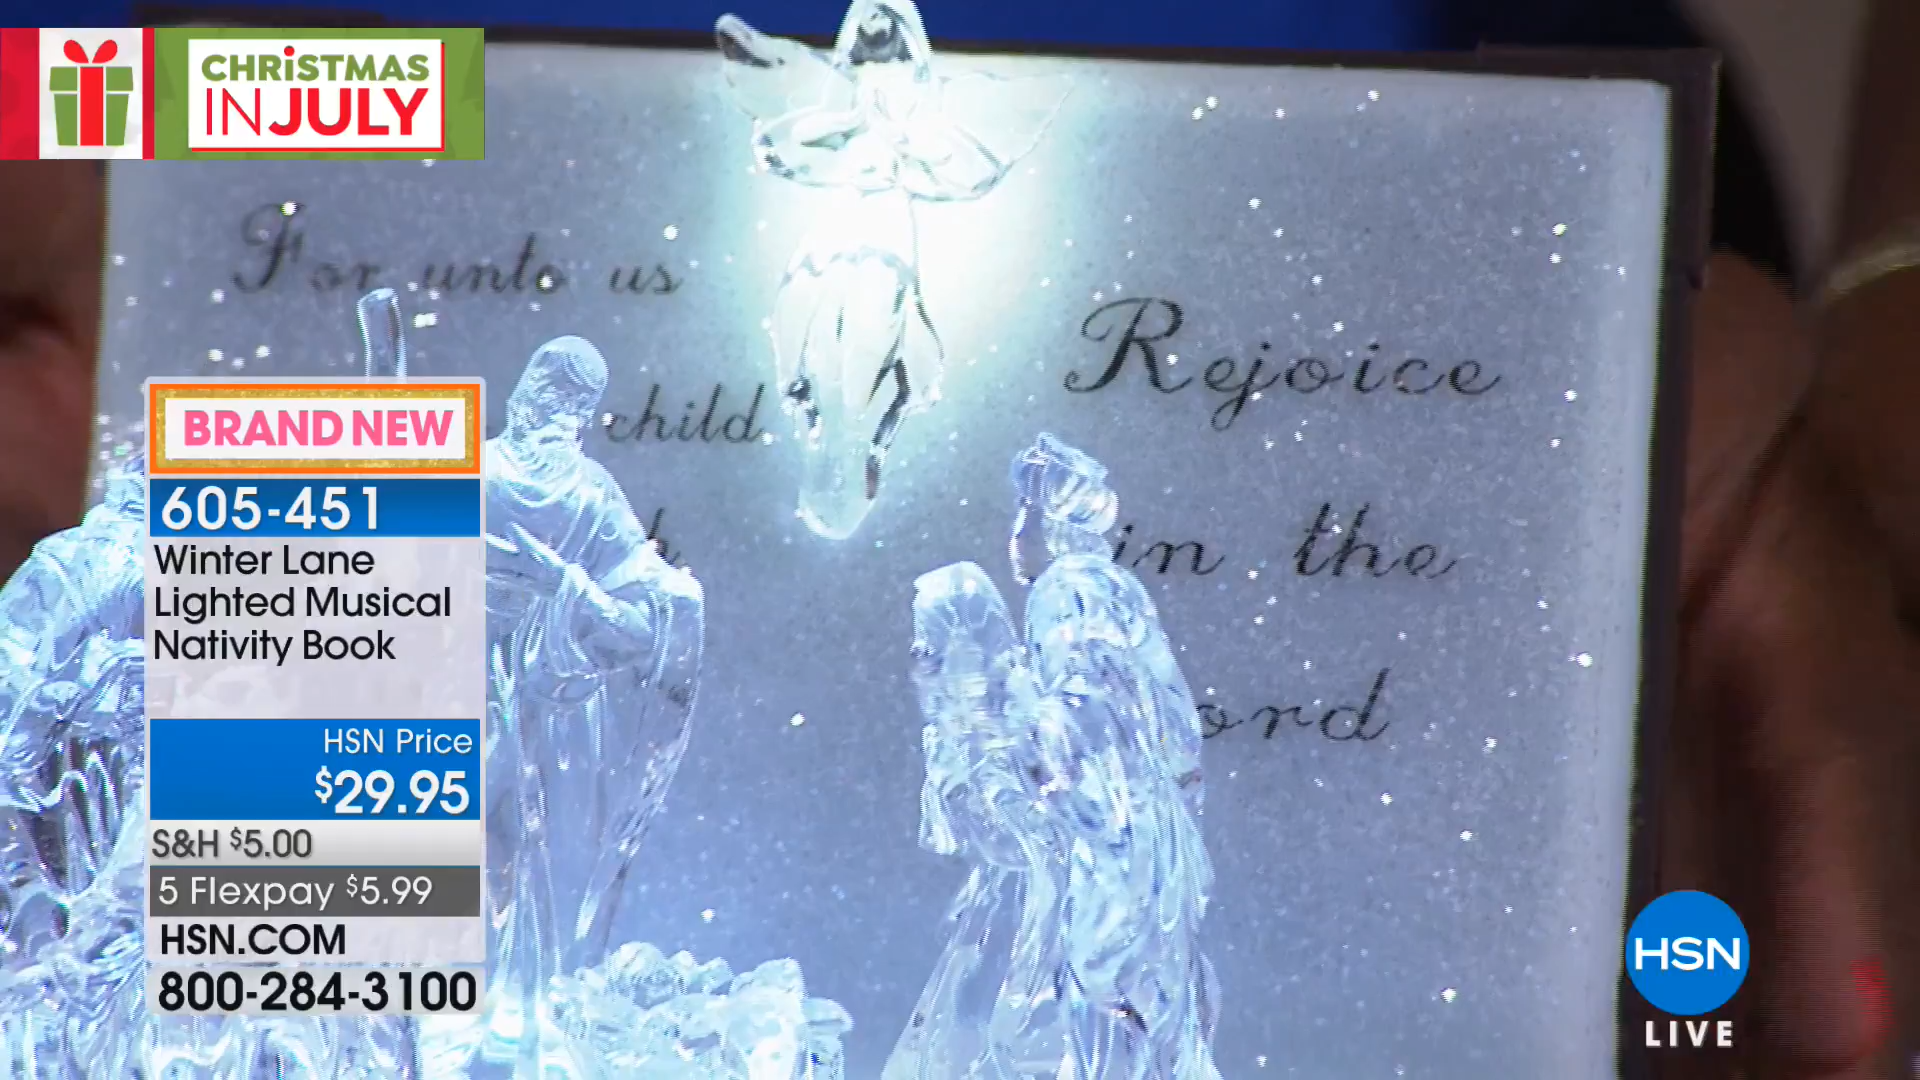 CHRiSTMAS
IN JULY
For unto us
child
Rejoice
in the
BRAND NEW
605-451
Winter Lane
Lighted Musical
Nativity Book
HSN Price
$29.95
S&H $5.00
5 Flexpay $5.99
HSN.COM
800-284-3100
HSN
LIVE